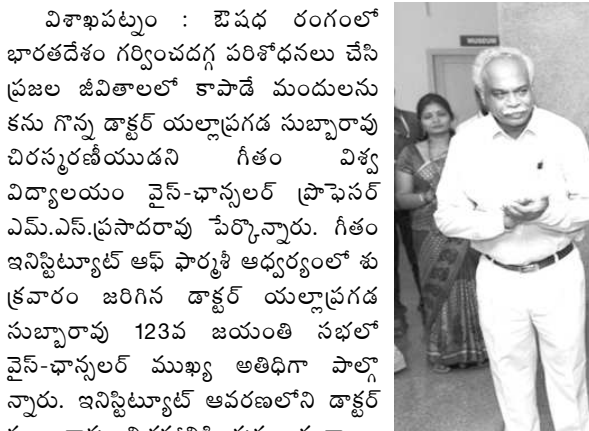 విశాఖపట్నం : ఔషధ రంగంలో
భారతదేశం గర్వించదగ్గ పరిశోధనలు చేసి
ప్రజల జీవితాలలో కాపాడే మందులను
కను గొన్న డాక్టర్ యల్లాప్రగడ సుబ్బారావు
చిరస్మరణీయుడని గీతం విశ్వ
విద్యాలయం వైస్-ఛాన్సలర్ ప్రొఫెసర్
ఎమ్.ఎస్.ప్రసాదరావు పేర్కొన్నారు. గీతం
ఇనిస్టిట్యూట్ ఆఫ్ ఫార్మశీ ఆధ్వర్యంలో శు
క్రవారం జరిగిన డాక్టర్ యల్లాప్రగడ
సుబ్బారావు 123వ జయంతి సభలో
వైస్-ఛాన్సలర్ ముఖ్య అతిధిగా పాల్గొ
న్నారు. ఇనిస్టిట్యూట్ ఆవరణలోని డాక్టర్
MUSEUM